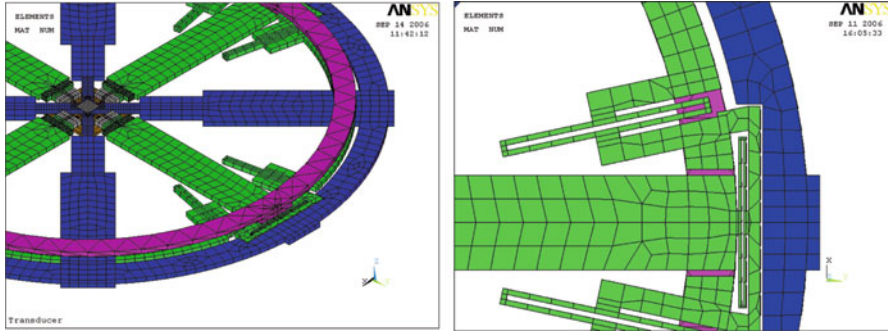 ELEMENTS
MAT NUM
ANSYS
SEP 14 2006
11:42:12
Z
X
Y
Transducer
ELEMENTS
MAT NUM
ANSYS
SEP 11 2006
16:05:33
X
Z
Y